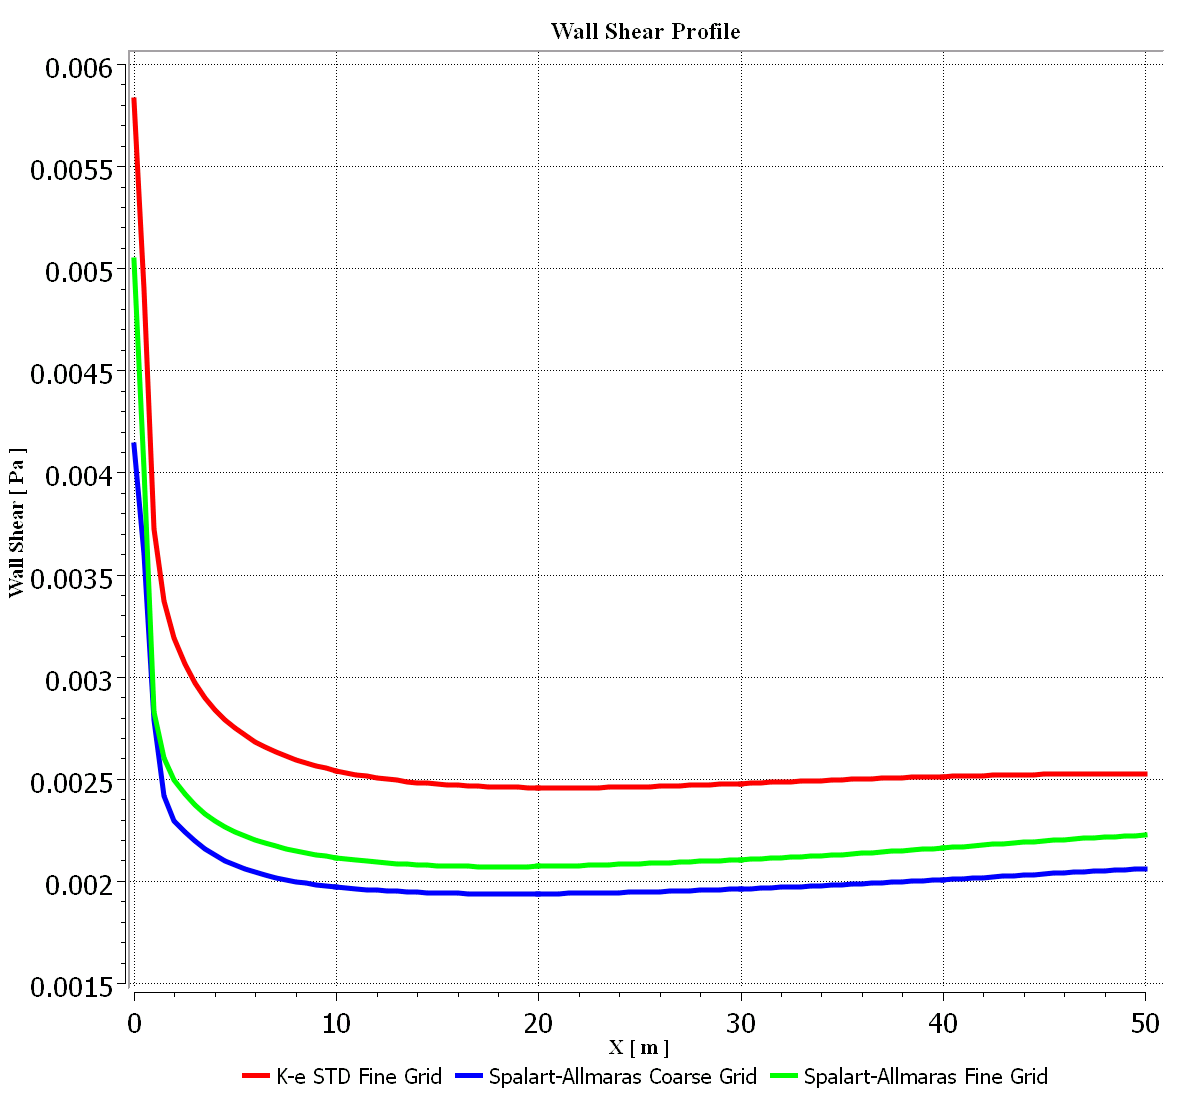 Wall Shear Profile
0.006
0.0055
0.005
0.0045
0.004
0.0035
0.003
0.0025
0.002
0.0015
Wall Shear [ Pa ]
0 10 20 30 40 50
X [ m ]
K-e STD Fine Grid Spalart-Allmaras Coarse Grid Spalart-Allmaras Fine Grid